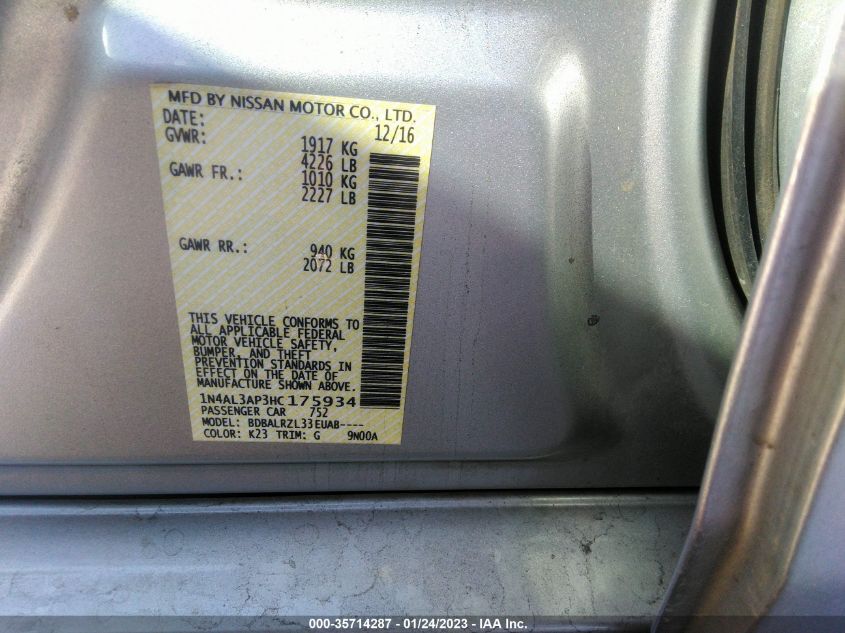 MFD BY NISSAN MOTOR CO., LTD.
DATE: 12/16
GVWR: 1917 KG
4226 LB
GAWR FR.: 1010 KG
2227 LB
GAWR RR.: 940 KG
2072 LB
THIS VEHICLE CONFORMS TO
ALL APPLICABLE FEDERAL
MOTOR VEHICLE SAFETY,
BUMPER, AND THEFT
PREVENTION STANDARDS IN
EFFECT ON THE DATE OF
MANUFACTURE SHOWN ABOVE.
1N4AL3AP3HC175934
PASSENGER CAR 752
MODEL: BDBALRZL33EUAB----
COLOR: K23 TRIM: G 9N00A
000-35714287 - 01/24/2023 - IAA Inc.